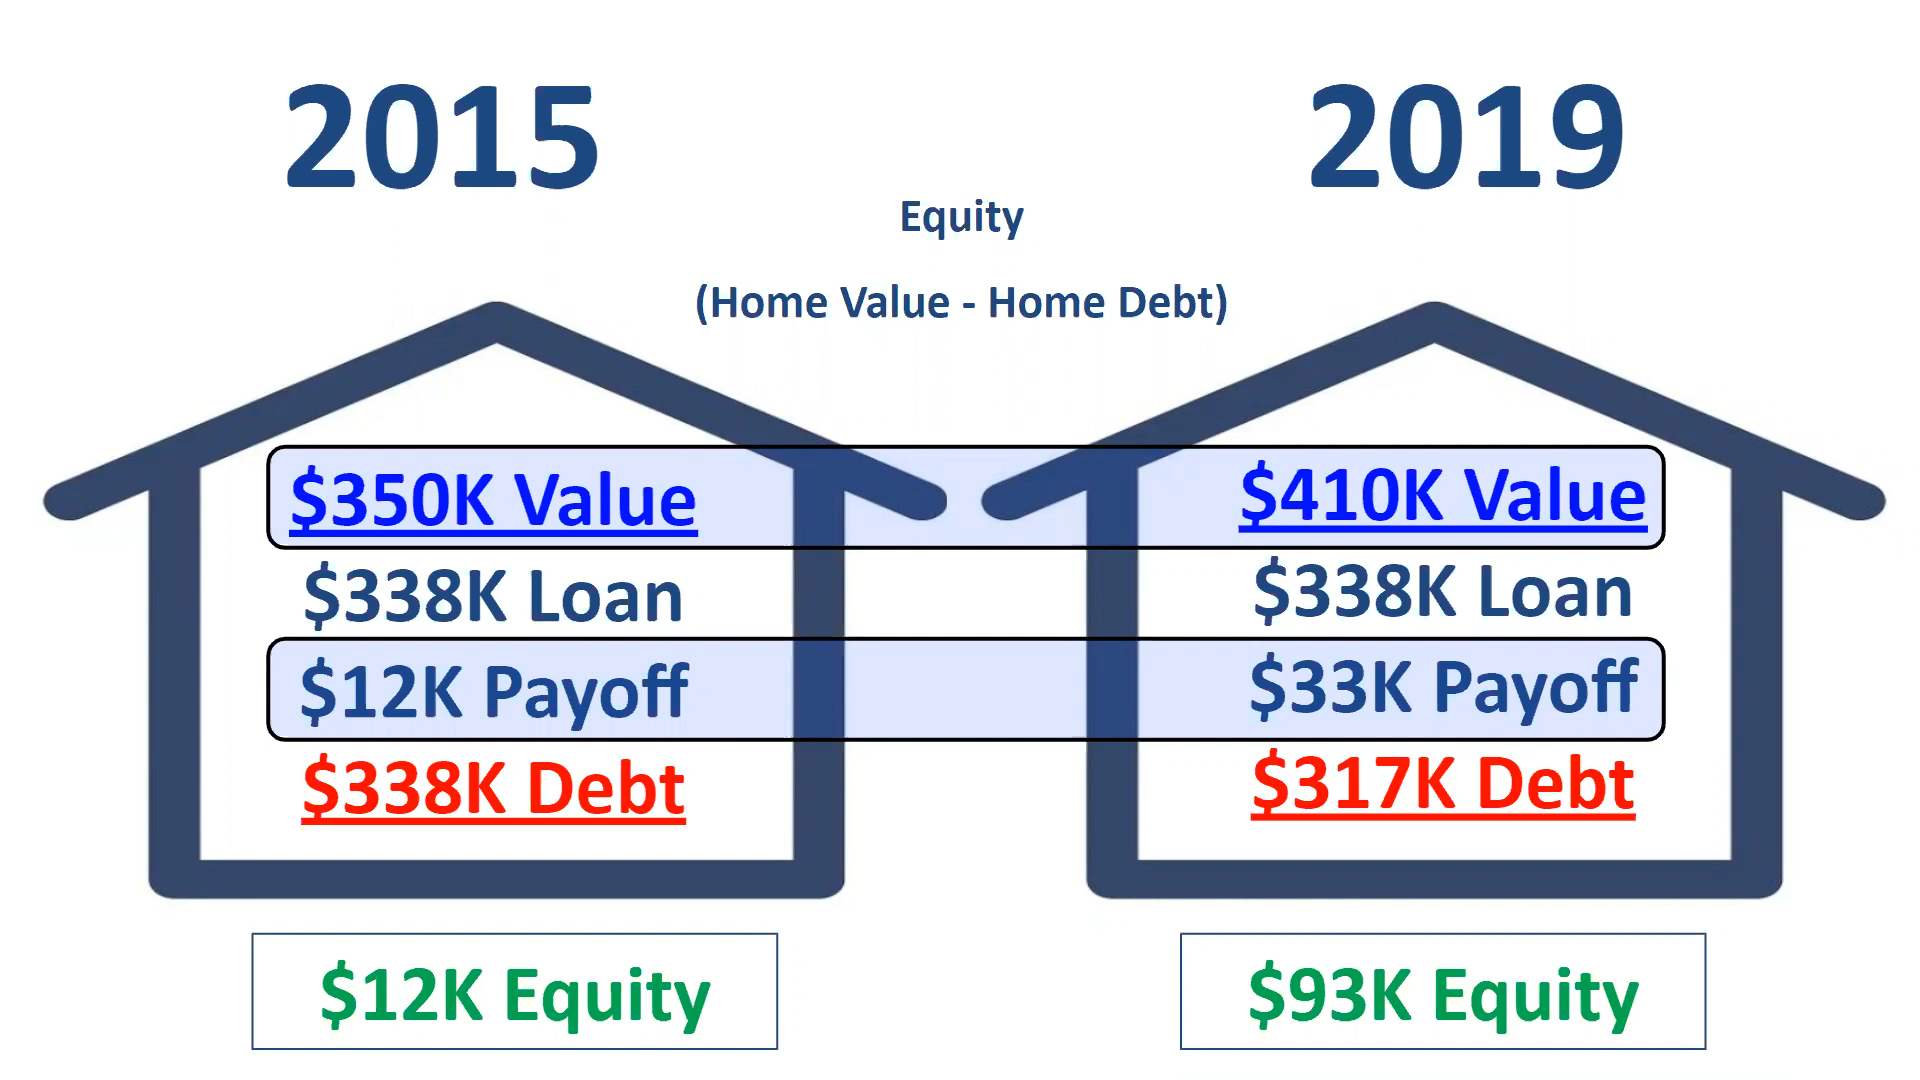 2015
2019
Equity
(Home Value - Home Debt)
$350K Value
$338K Loan
$12K Payoff
$338K Debt
$12K Equity
$410K Value
$338K Loan
$33K Payoff
$317K Debt
$93K Equity